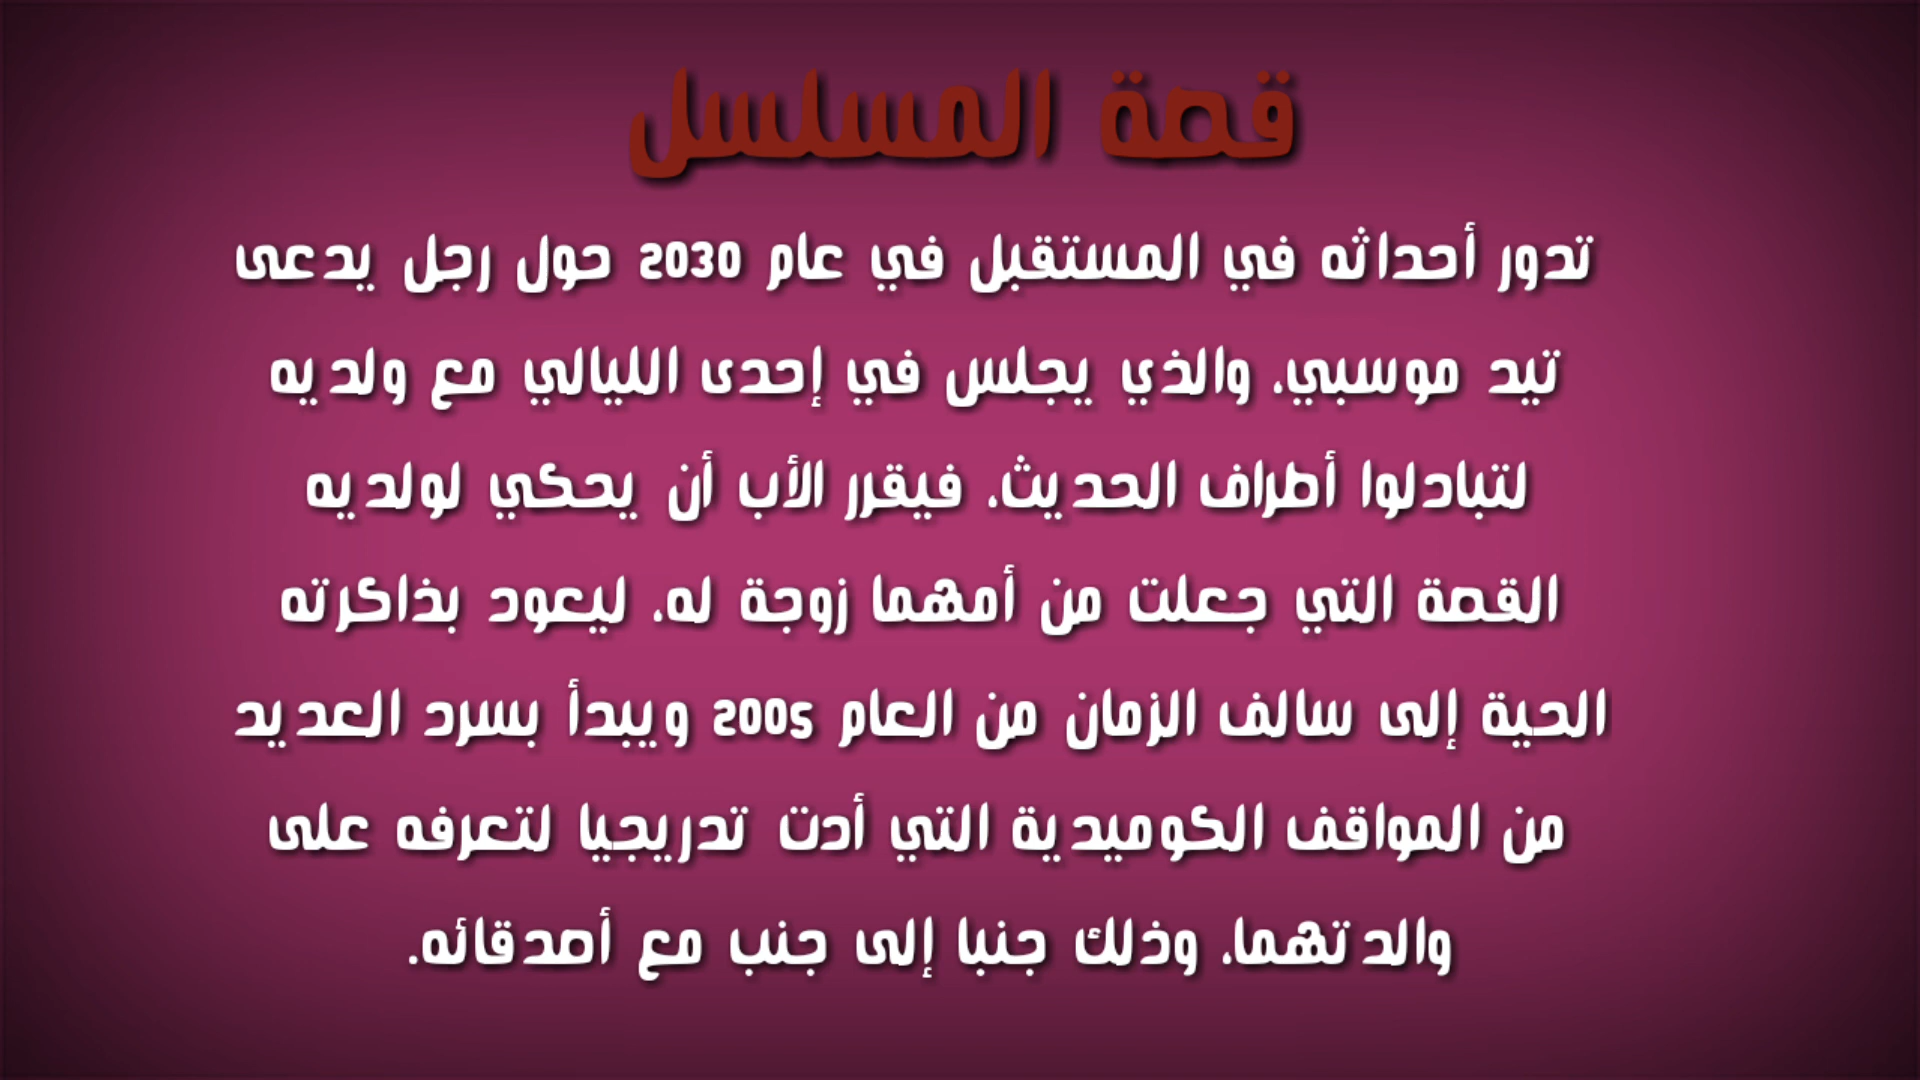 قصة المسلسل
تدور أحداثه في المستقبل في عام 2030 حول رجل يدعى
تيد موسبي، والذي يجلس في إحدى الليالي مع ولديه
لتبادلوا أطراف الحديث، فيقرر الأب أن يحكي لولديه
القصة التي جعلت من أمهما زوجة له، ليعود بذاكرته
الحية إلى سالف الزمان من العام 2005 ويبدأ بسرد العديد
من المواقف الكوميدية التي أدت تدريجيا لتعرفه على
والدتهما، وذلك جنبا إلى جنب مع أصدقائه.